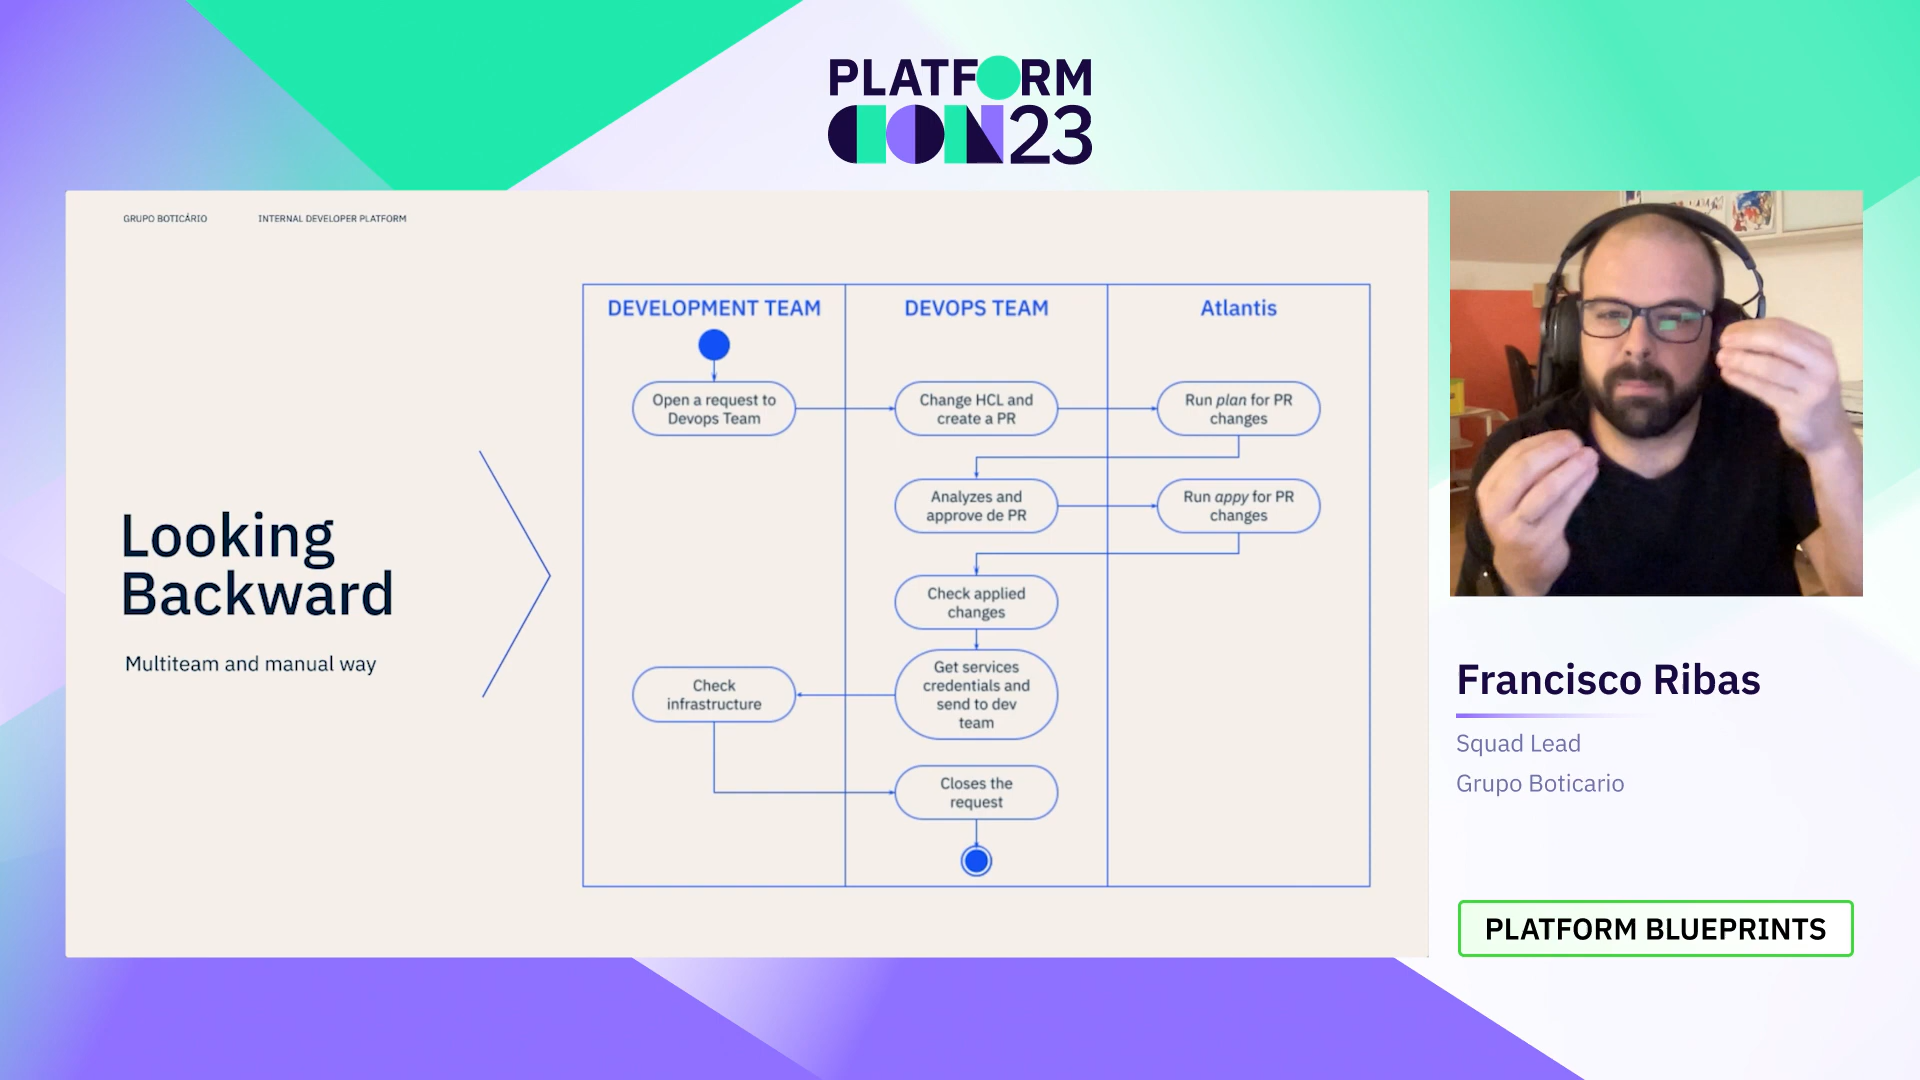 PLATFORM
CON23
GRUPO BOTICÁRIO
INTERNAL DEVELOPER PLATFORM
Looking
Backward
Multiteam and manual way
DEVELOPMENT TEAM
DEVOPS TEAM
Atlantis
Open a request to
Devops Team
Change HCL and
create a PR
Run plan for PR
changes
Analyzes and
approve de PR
Run appy for PR
changes
Check applied
changes
Get services
credentials and
send to dev
team
Check
infrastructure
Closes the
request
Francisco Ribas
Squad Lead
Grupo Boticario
PLATFORM BLUEPRINTS